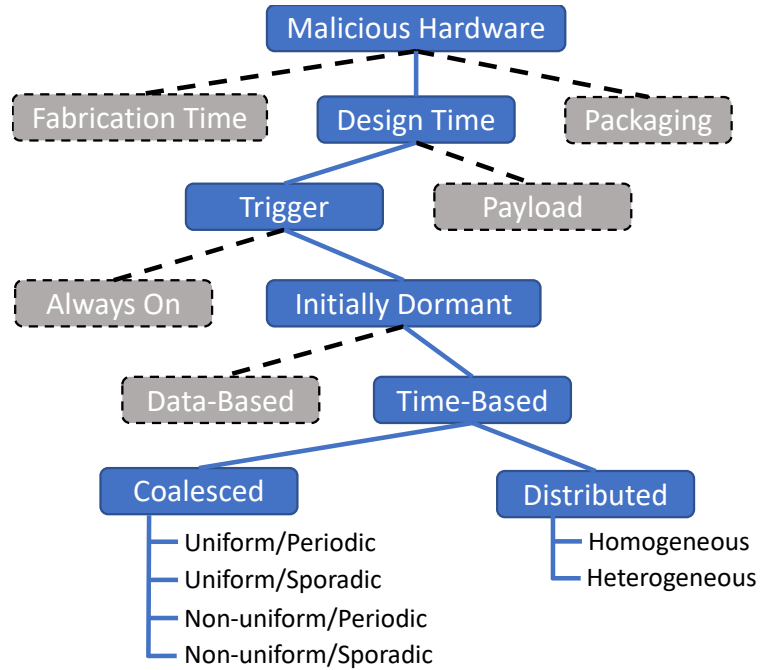 Malicious Hardware
Fabrication Time
Design Time
Packaging
Trigger
Payload
Always On
Initially Dormant
Data-Based
Time-Based
Coalesced
Distributed
Uniform/Periodic
Uniform/Sporadic
Non-uniform/Periodic
Non-uniform/Sporadic
Homogeneous
Heterogeneous